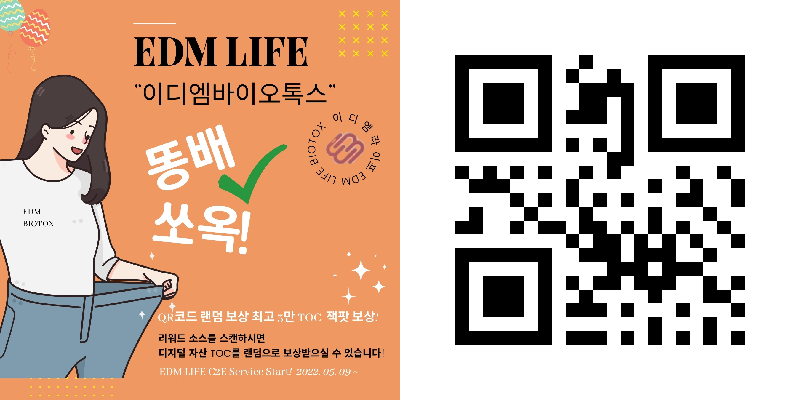 EDM LIFE
"이디엠바이오톡스"
이디엠라이프 EDM LIFE BIOTOX
똥배
쏘옥!
EDM
BIOTOX
QR코드 랜덤 보상 최고 5만 TOC 잭팟 보상!
리워드 소스를 스캔하시면
디지털 자산 TOC를 랜덤으로 보상받으실 수 있습니다!
EDM LIFE C2E Service Start! 2022. 05. 09 ~